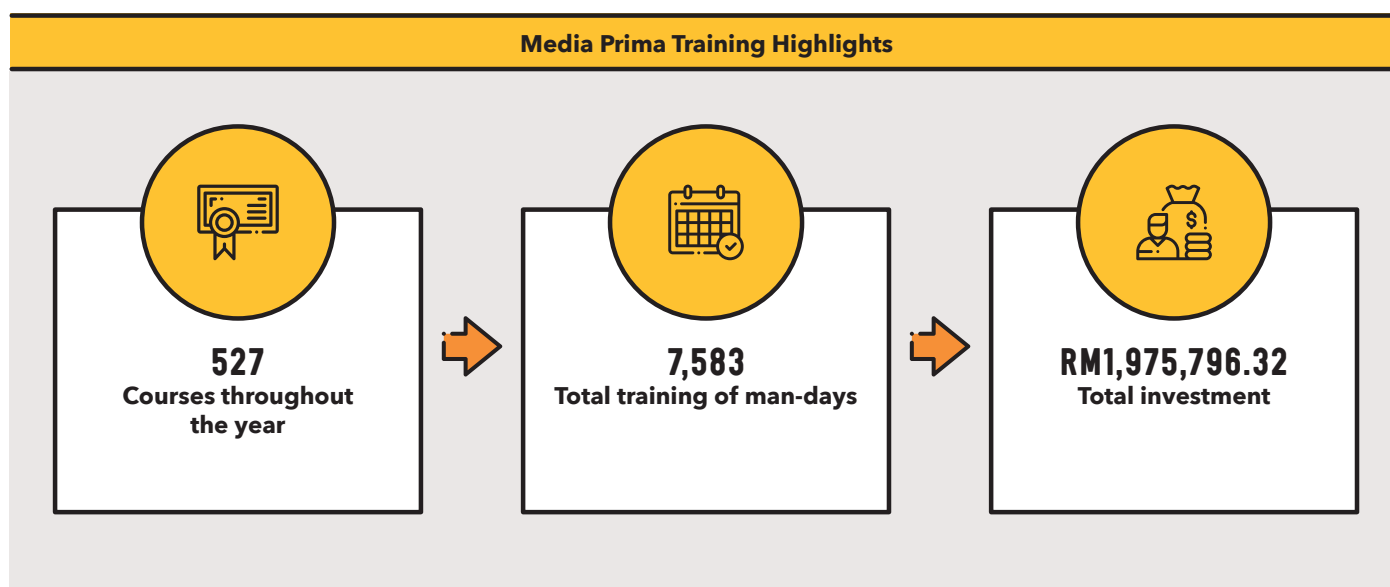 Media Prima Training Highlights
527
Courses throughout
the year
7,583
Total training of man-days
RM1,975,796.32
Total investment